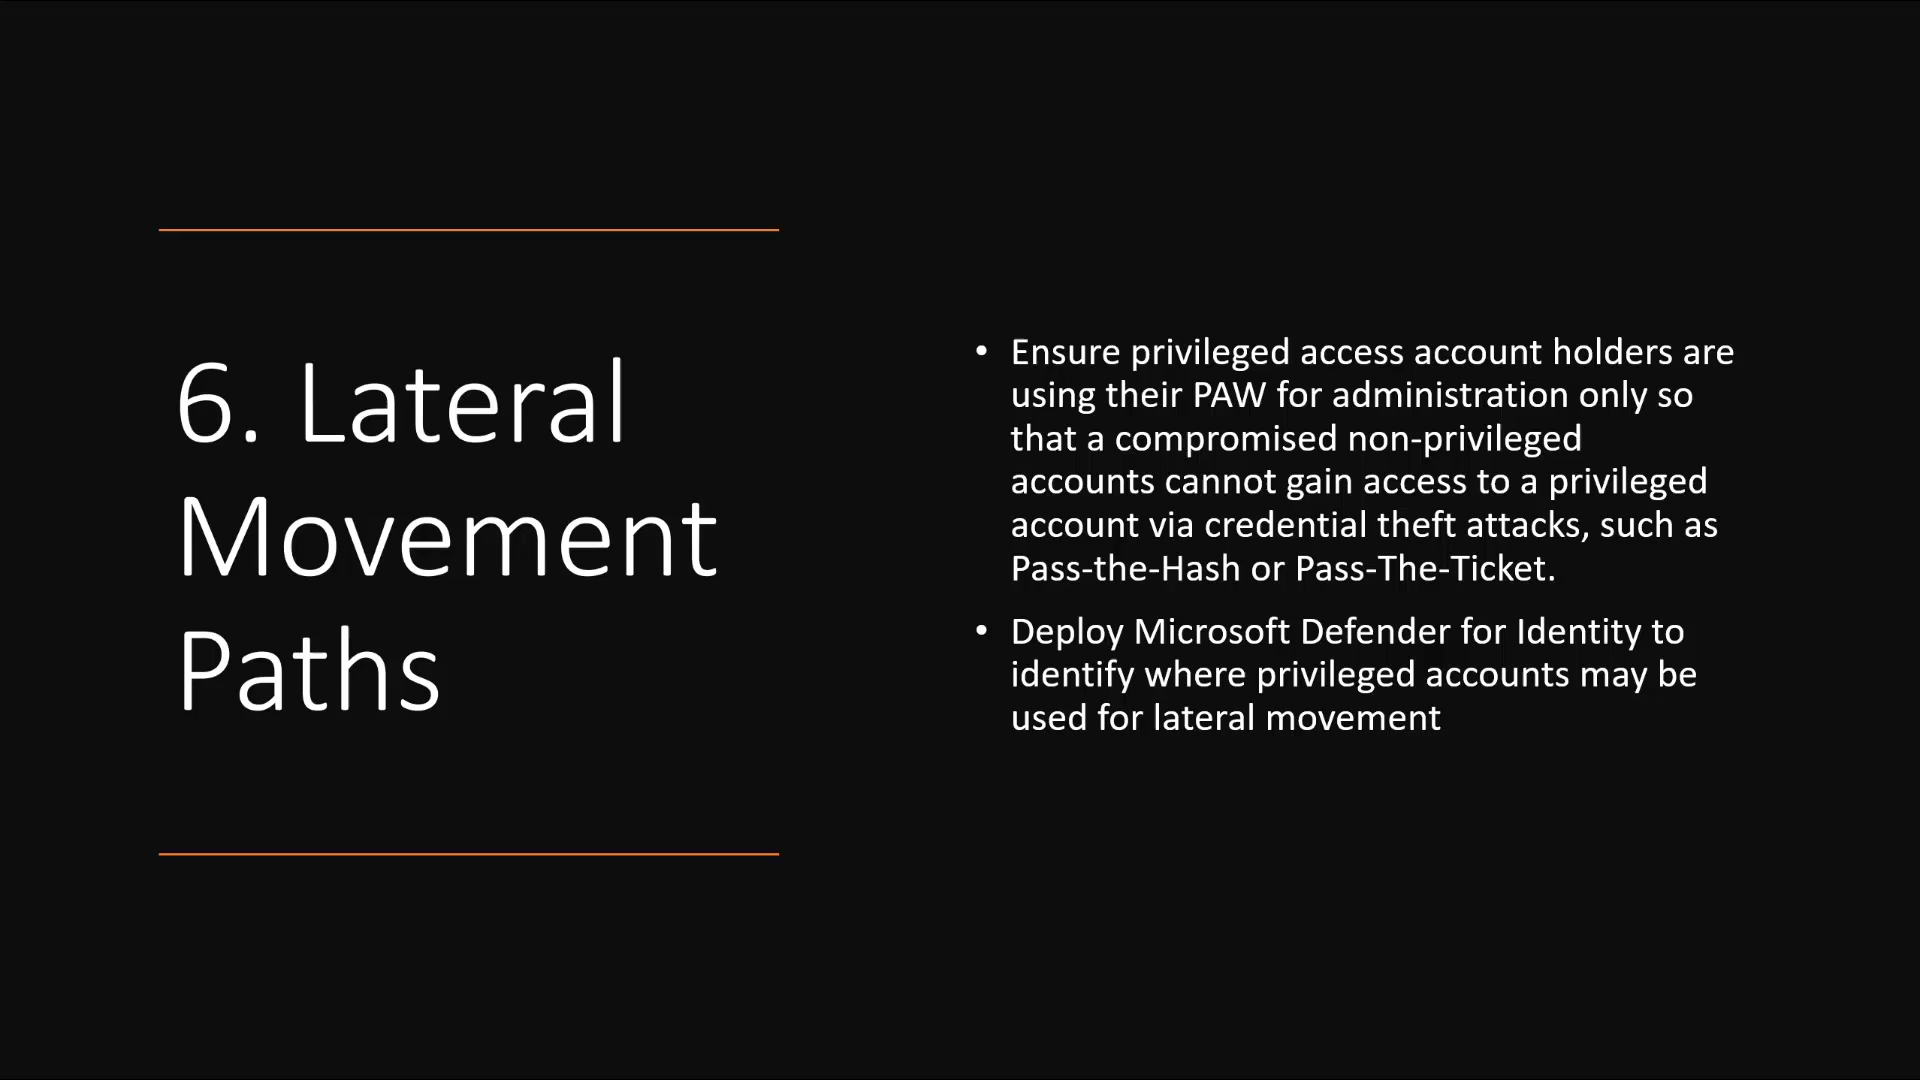 6. Lateral
Movement
Paths
• Ensure privileged access account holders are
using their PAW for administration only so
that a compromised non-privileged
accounts cannot gain access to a privileged
account via credential theft attacks, such as
Pass-the-Hash or Pass-The-Ticket.
• Deploy Microsoft Defender for Identity to
identify where privileged accounts may be
used for lateral movement